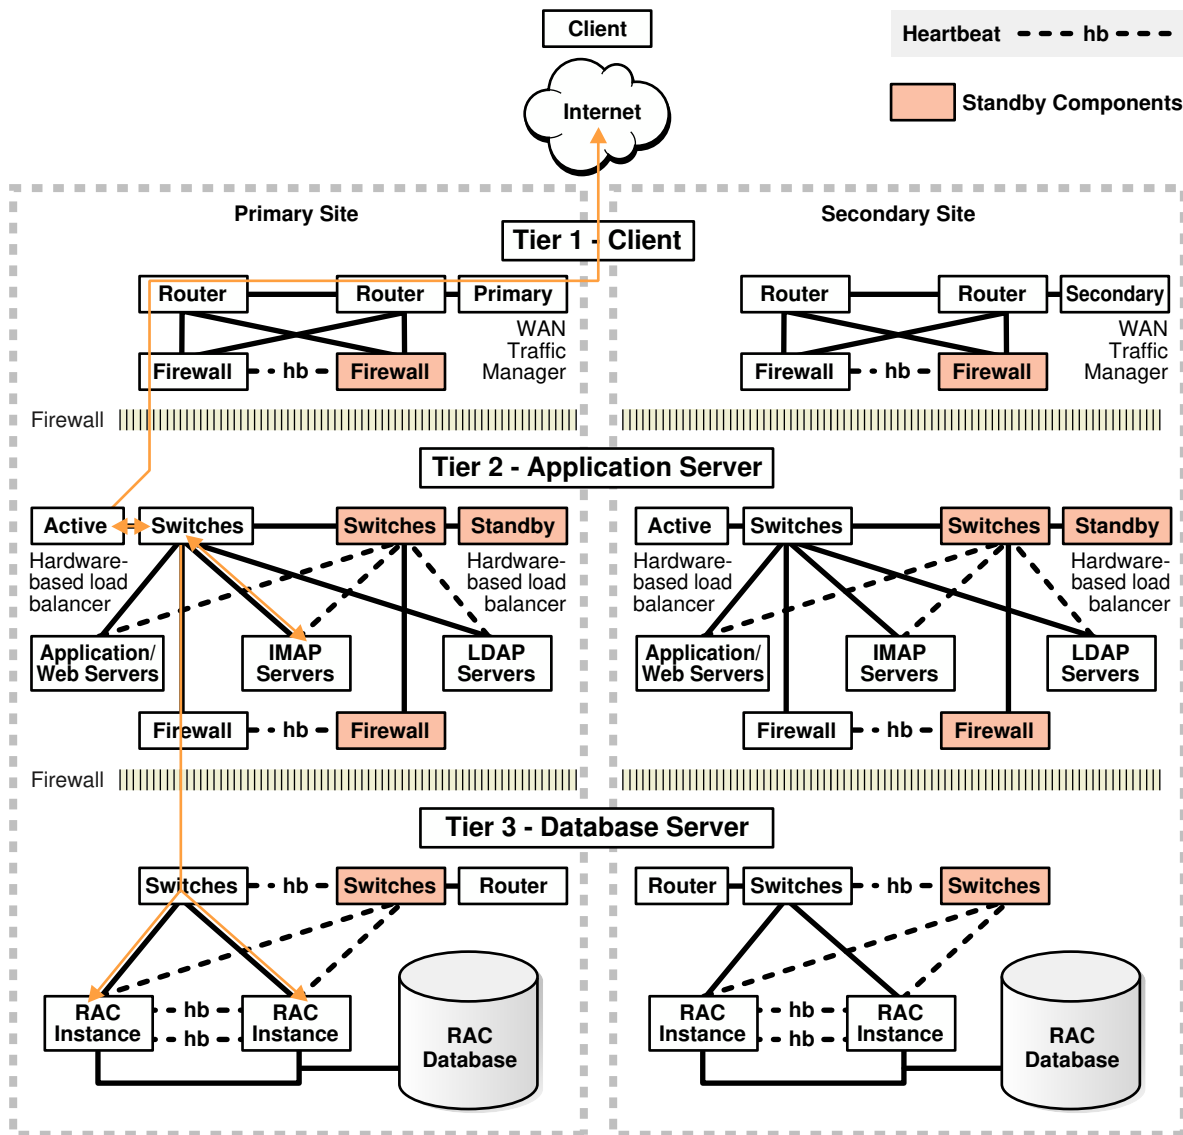 Client
Heartbeat hb
Internet
Standby Components
Primary Site
Secondary Site
Tier 1 - Client
Router
Router
Primary
Router
Router
Secondary
WAN
Traffic
Manager
WAN
Traffic
Manager
Firewall
hb
Firewall
Firewall
hb
Firewall
Firewall
Tier 2 - Application Server
Active
Switches
Switches
Standby
Active
Switches
Switches
Standby
Hardware-
based load
balancer
Hardware-
based load
balancer
Hardware-
based load
balancer
Hardware-
based load
balancer
Application/
Web Servers
IMAP
Servers
LDAP
Servers
Application/
Web Servers
IMAP
Servers
LDAP
Servers
Firewall
hb
Firewall
Firewall
hb
Firewall
Firewall
Tier 3 - Database Server
Switches
hb
Switches
Router
Router
Switches
hb
Switches
RAC
Instance
hb
hb
RAC
Instance
RAC
Database
RAC
Instance
hb
hb
RAC
Instance
RAC
Database